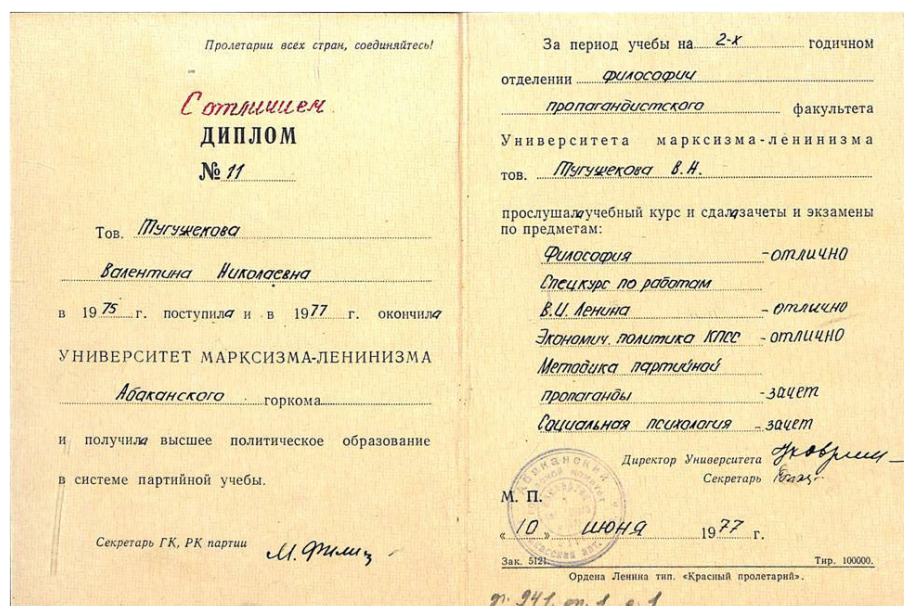 Пролетарии всех стран, соединяйтесь!
С отличием
ДИПЛОМ
№ 11
Тов. Тугужекова
Валентина Николаевна
в 1975 г. поступила и в 1977 г. окончила
УНИВЕРСИТЕТ МАРКСИЗМА-ЛЕНИНИЗМА
Абаканского горкома
и получила высшее политическое образование
в системе партийной учебы.
Секретарь ГК, РК партии
За период учебы на 2-х годичном
отделении философии
пропагандистского факультета
Университета марксизма-ленинизма
тов. Тугужекова В.Н.
прослушала учебный курс и сдала зачеты и экзамены
по предметам:
Философия - отлично
Спецкурс по работам
В.И. Ленина - отлично
Экономич. политика КПСС - отлично
Методика партийной
пропаганды - зачет
Социальная психология - зачет
Директор Университета
Секретарь
М. П.
«10» июня 1977 г.
Зак. 5121. Тир. 100000.
Ордена Ленина тип. «Красный пролетарий».